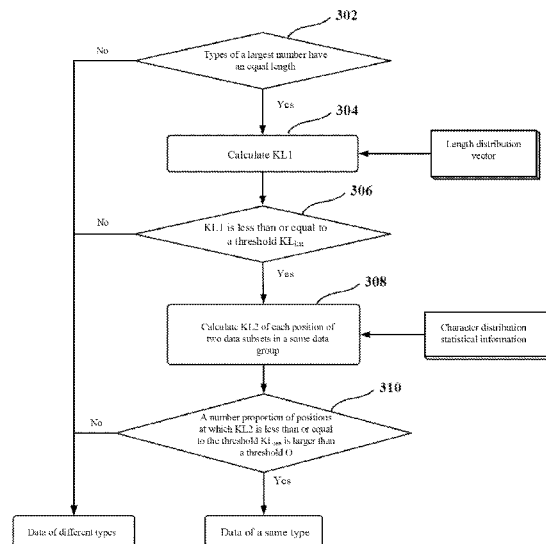 302
No
Types of a largest number have
an equal length
Yes
304
Calculate KL1
Length distribution
vector
306
No
KL1 is less than or equal to
a threshold KL
Yes
308
Calculate KL2 of each position of
two data subsets in a same data
group
Character distribution
statistical information
310
No
A number proportion of positions
at which KL2 is less than or equal
to the threshold is larger than
a threshold O
Yes
Data of different types
Data of a same type